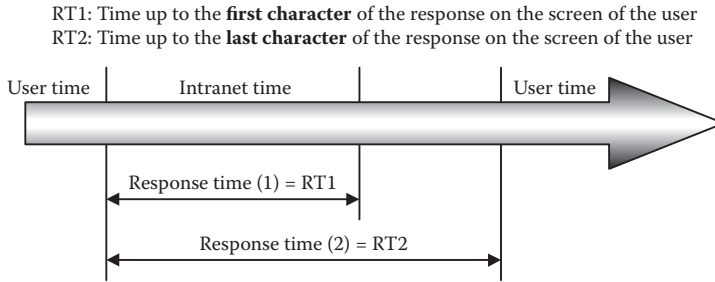 RT1: Time up to the first character of the response on the screen of the user
RT2: Time up to the last character of the response on the screen of the user
User time
Intranet time
User time
Response time (1) = RT1
Response time (2) = RT2